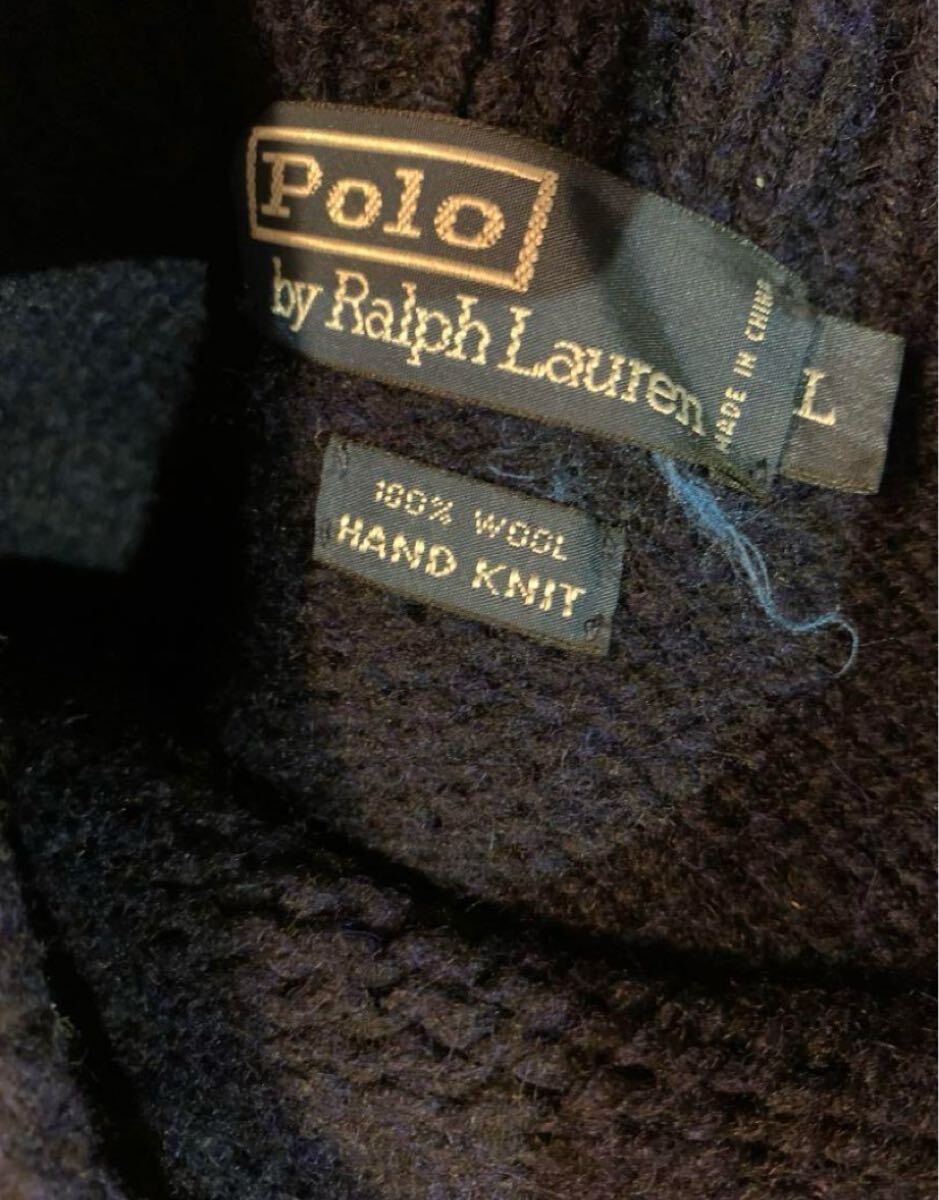 Polo
by Ralph Lauren
MADE IN CHINA
L
100% WOOL
HAND KNIT